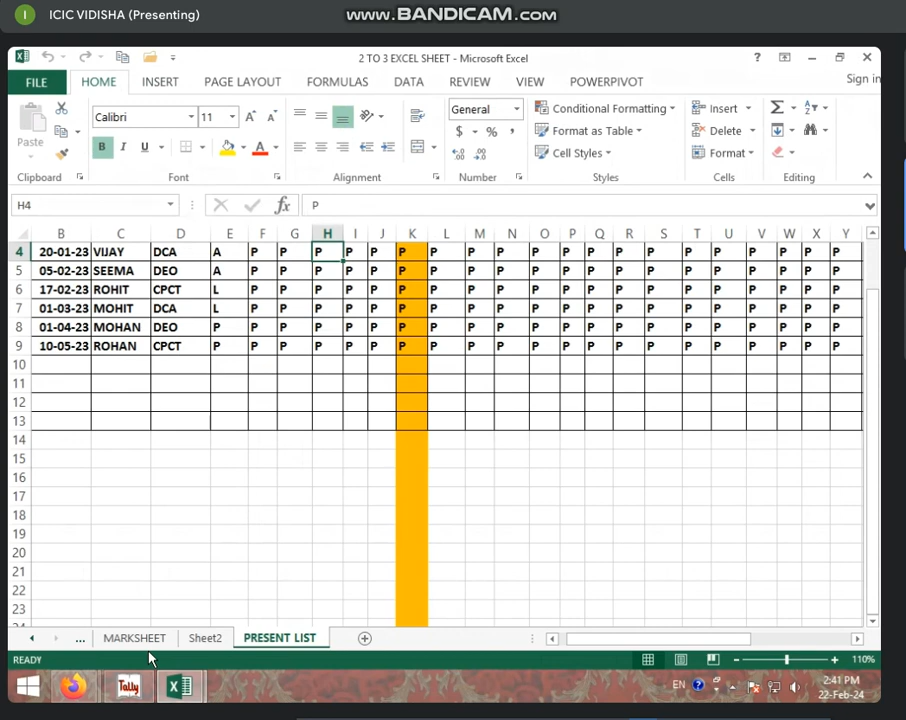 I ICIC VIDISHA (Presenting)
www.BANDICAM.com
2 TO 3 EXCEL SHEET - Microsoft Excel
Sign in
FILE HOME INSERT PAGE LAYOUT FORMULAS DATA REVIEW VIEW POWERPIVOT
Paste
Calibri 11
General
Conditional Formatting
Format as Table
Cell Styles
Insert
Delete
Format
Clipboard Font Alignment Number Styles Cells Editing
H4 P
B C D E F G H I J K L M N O P Q R S T U V W X Y
4 20-01-23 VIJAY DCA A P P P P P P P P P P P P P P P P P P P P P
5 05-02-23 SEEMA DEO A P P P P P P P P P P P P P P P P P P P P
6 17-02-23 ROHIT CPCT L P P P P P P P P P P P P P P P P P P P P
7 01-03-23 MOHIT DCA L P P P P P P P P P P P P P P P P P P P P
8 01-04-23 MOHAN DEO P P P P P P P P P P P P P P P P P P P P P
9 10-05-23 ROHAN CPCT P P P P P P P P P P P P P P P P P P P P P
10
11
12
13
14
15
16
17
18
19
20
21
22
23
... MARKSHEET Sheet2 PRESENT LIST
READY 110%
Tally EN 2:41 PM
22-Feb-24